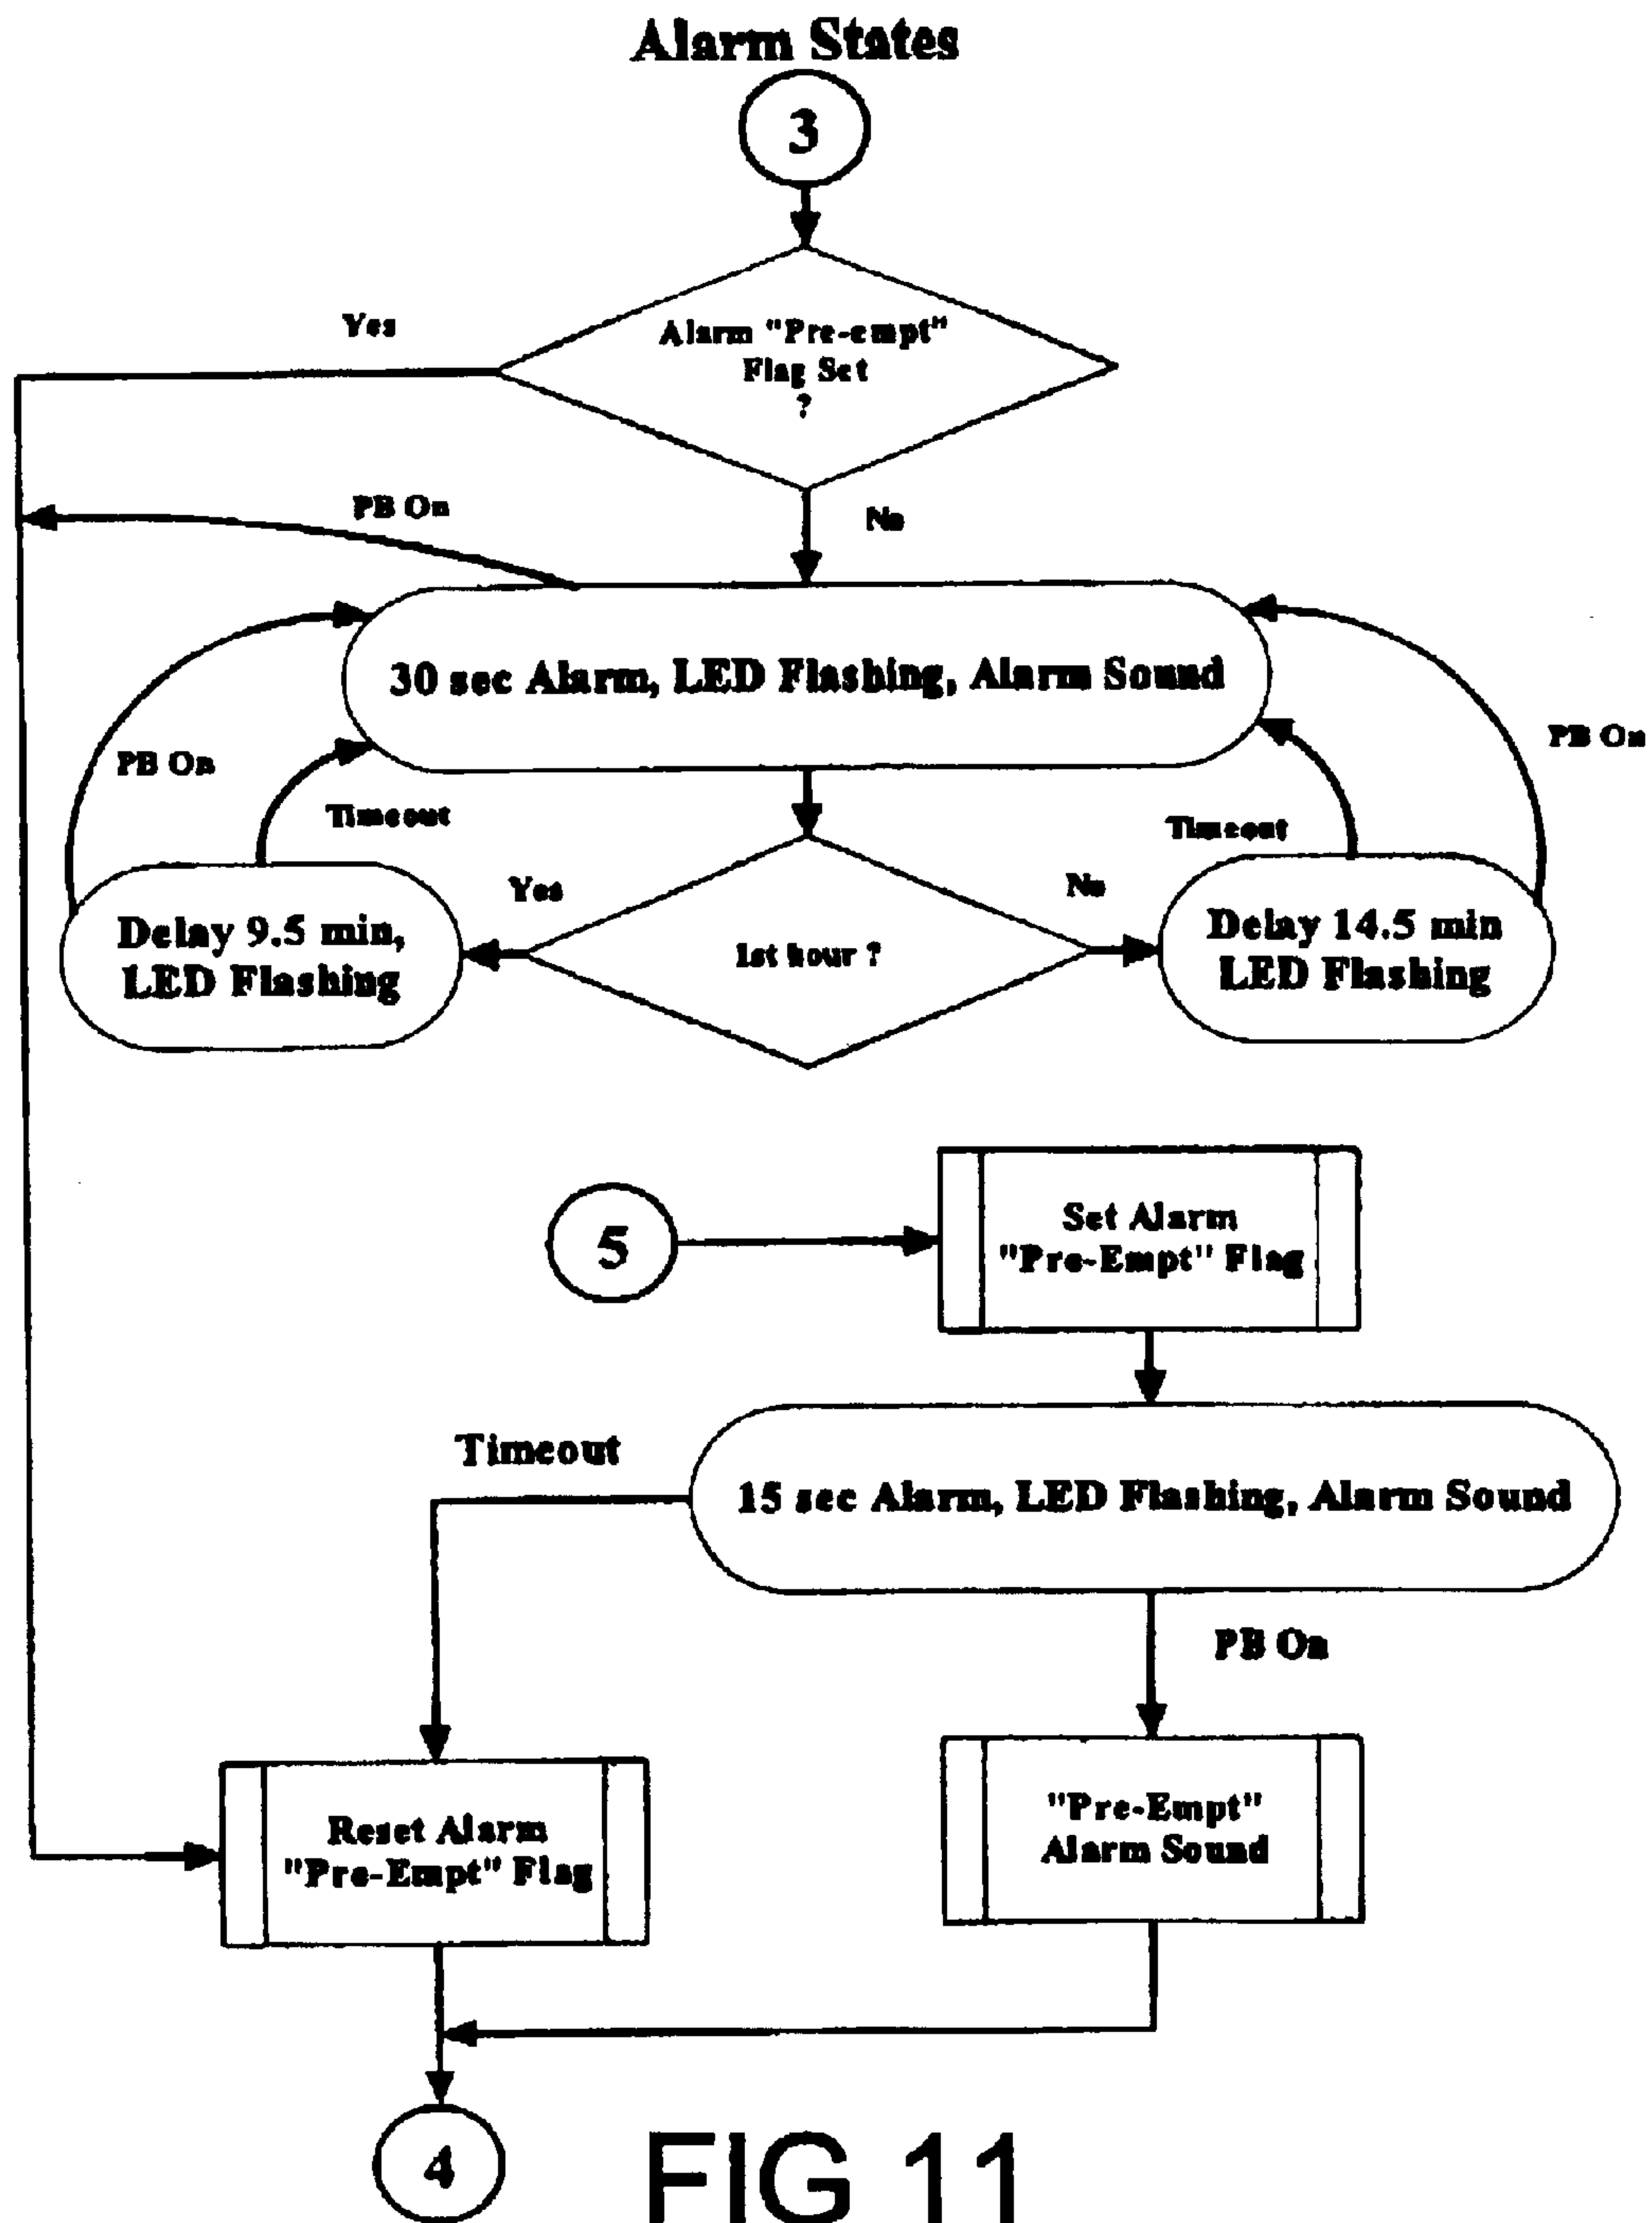 Alarm States
3
Alarm "Pre-empt"
Flag Set
?
Yes
No
PB On
30 sec Alarm, LED Flashing, Alarm Sound
PB On
Timeout
PB On
Timeout
Delay 9.5 min,
LED Flashing
Yes
1st hour ?
No
Delay 14.5 min
LED Flashing
5
Set Alarm
"Pre-Empt" Flag
Timeout
15 sec Alarm, LED Flashing, Alarm Sound
PB On
Reset Alarm
"Pre-Empt" Flag
"Pre-Empt"
Alarm Sound
4
FIG 11